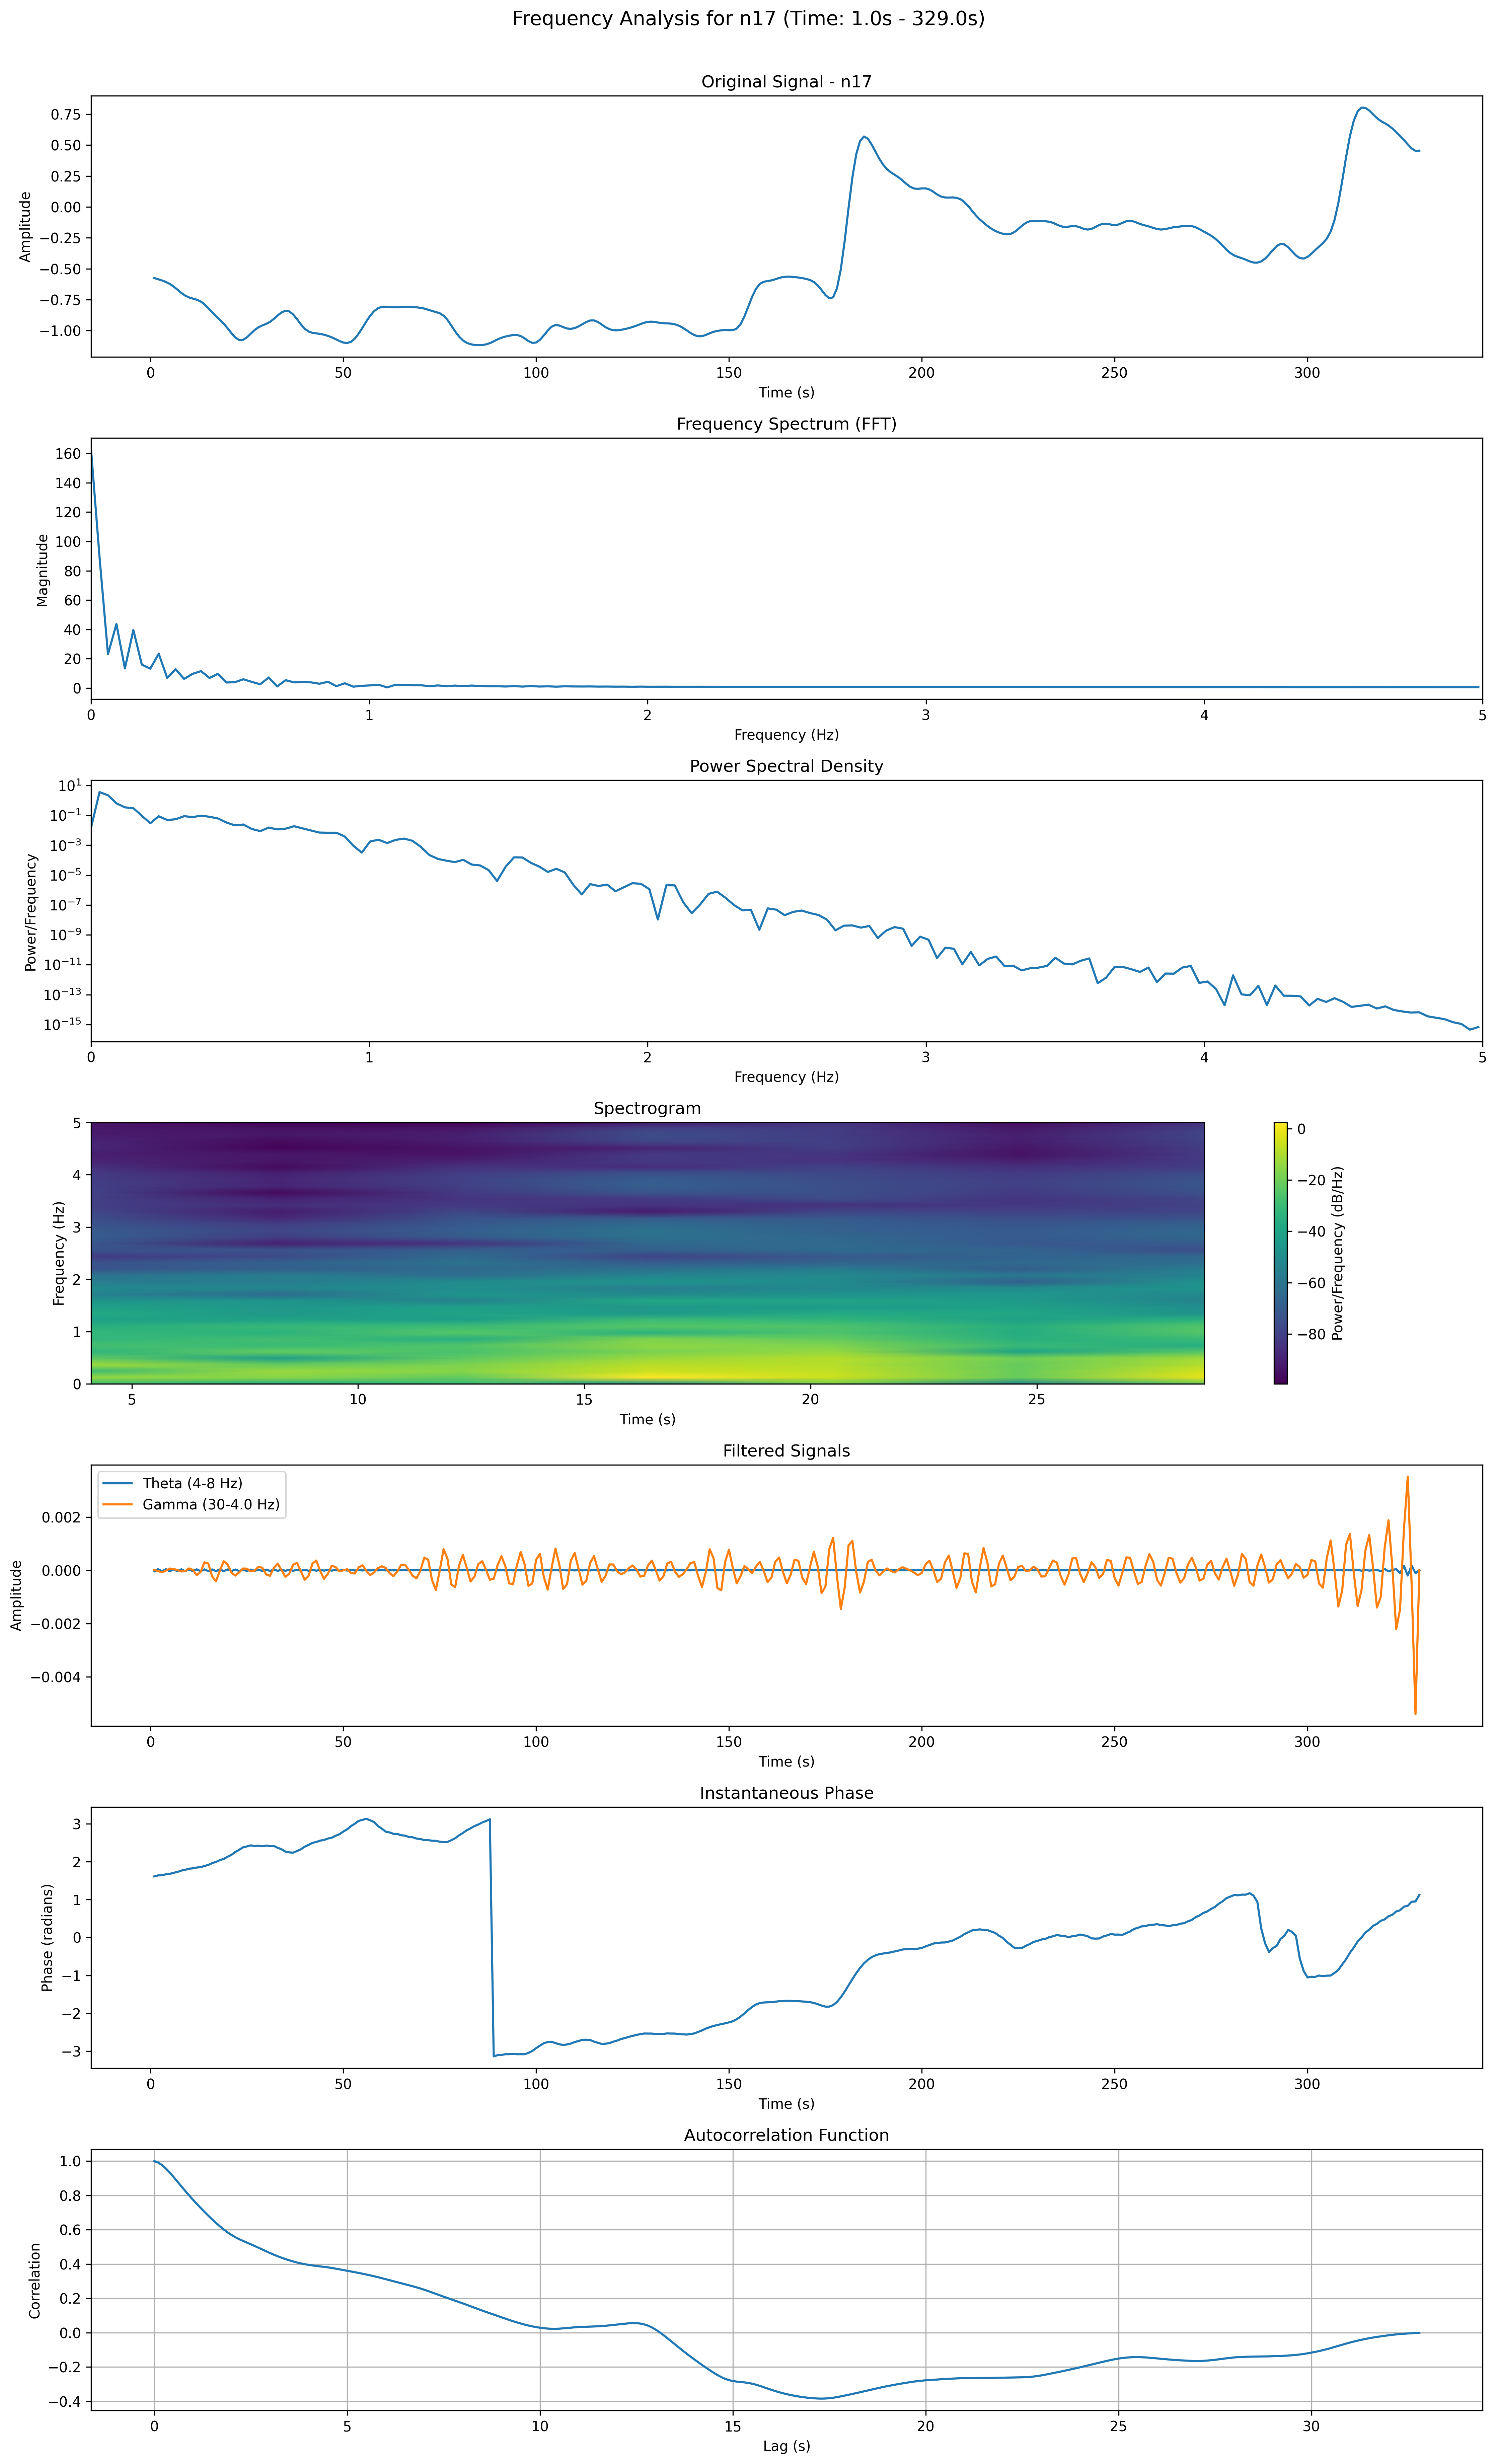 Frequency Analysis for n17 (Time: 1.0s - 329.0s)
Original Signal - n17
Amplitude
0.75
0.50
0.25
0.00
−0.25
−0.50
−0.75
−1.00
0 50 100 150 200 250 300
Time (s)
Frequency Spectrum (FFT)
Magnitude
160
140
120
100
80
60
40
20
0
0 1 2 3 4 5
Frequency (Hz)
Power Spectral Density
Power/Frequency
10^1
10^−1
10^−3
10^−5
10^−7
10^−9
10^−11
10^−13
10^−15
0 1 2 3 4 5
Frequency (Hz)
Spectrogram
Frequency (Hz)
5
4
3
2
1
0
5 10 15 20 25
Time (s)
0
−20
−40
−60
−80
Power/Frequency (dB/Hz)
Filtered Signals
Theta (4-8 Hz)
Gamma (30-4.0 Hz)
Amplitude
0.002
0.000
−0.002
−0.004
0 50 100 150 200 250 300
Time (s)
Instantaneous Phase
Phase (radians)
3
2
1
0
−1
−2
−3
0 50 100 150 200 250 300
Time (s)
Autocorrelation Function
Correlation
1.0
0.8
0.6
0.4
0.2
0.0
−0.2
−0.4
0 5 10 15 20 25 30
Lag (s)